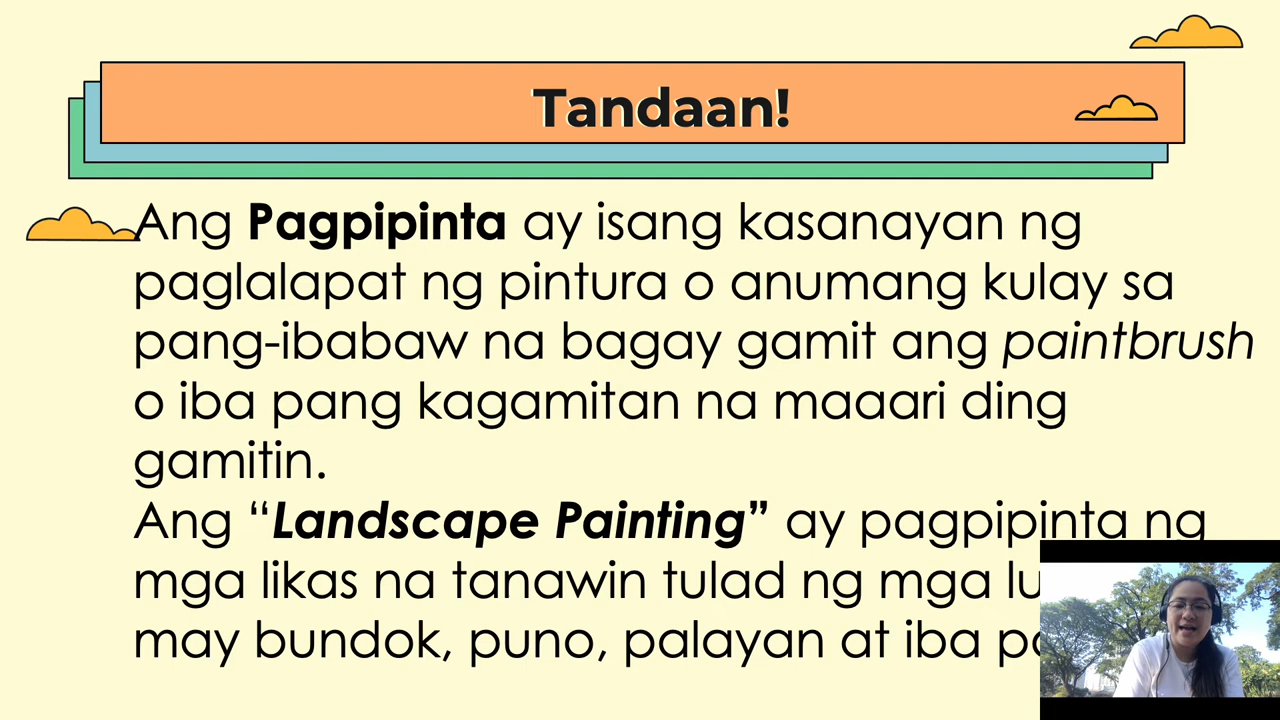 Tandaan!
Ang Pagpipinta ay isang kasanayan ng
paglalapat ng pintura o anumang kulay sa
pang-ibabaw na bagay gamit ang paintbrush
o iba pang kagamitan na maaari ding
gamitin.
Ang “Landscape Painting” ay pagpipinta ng
mga likas na tanawin tulad ng mga
may bundok, puno, palayan at iba